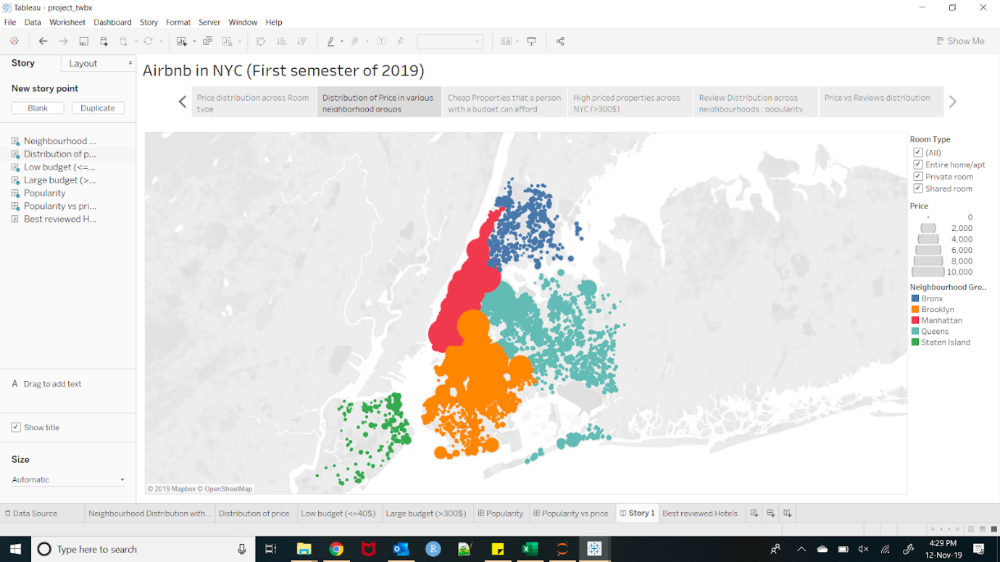 Tableau - project_twbx
File Data Worksheet Dashboard Story Format Server Window Help
Show Me
Story Layout
New story point
Blank Duplicate
Neighbourhood ...
Distribution of p...
Low budget (<=...
Large budget (>...
Popularity
Popularity vs pri...
Best reviewed H...
A Drag to add text
Show title
Size
Automatic
Airbnb in NYC (First semester of 2019)
Price distribution across Room
type
Distribution of Price in various
neighborhood groups
Cheap Properties that a person
with a budget can afford
High priced properties across
NYC (>300$)
Review Distribution across
neighbourhoods : popularity
Price vs Reviews distribution
© 2019 Mapbox © OpenStreetMap
Room Type
(All)
Entire home/apt
Private room
Shared room
Price
0
2,000
4,000
6,000
8,000
10,000
Neighbourhood Gro..
Bronx
Brooklyn
Manhattan
Queens
Staten Island
Data Source Neighbourhood Distribution with... Distribution of price Low budget (<=40$) Large budget (>300$) Popularity Popularity vs price Story 1 Best reviewed Hotels
Type here to search
4:29 PM
12-Nov-19